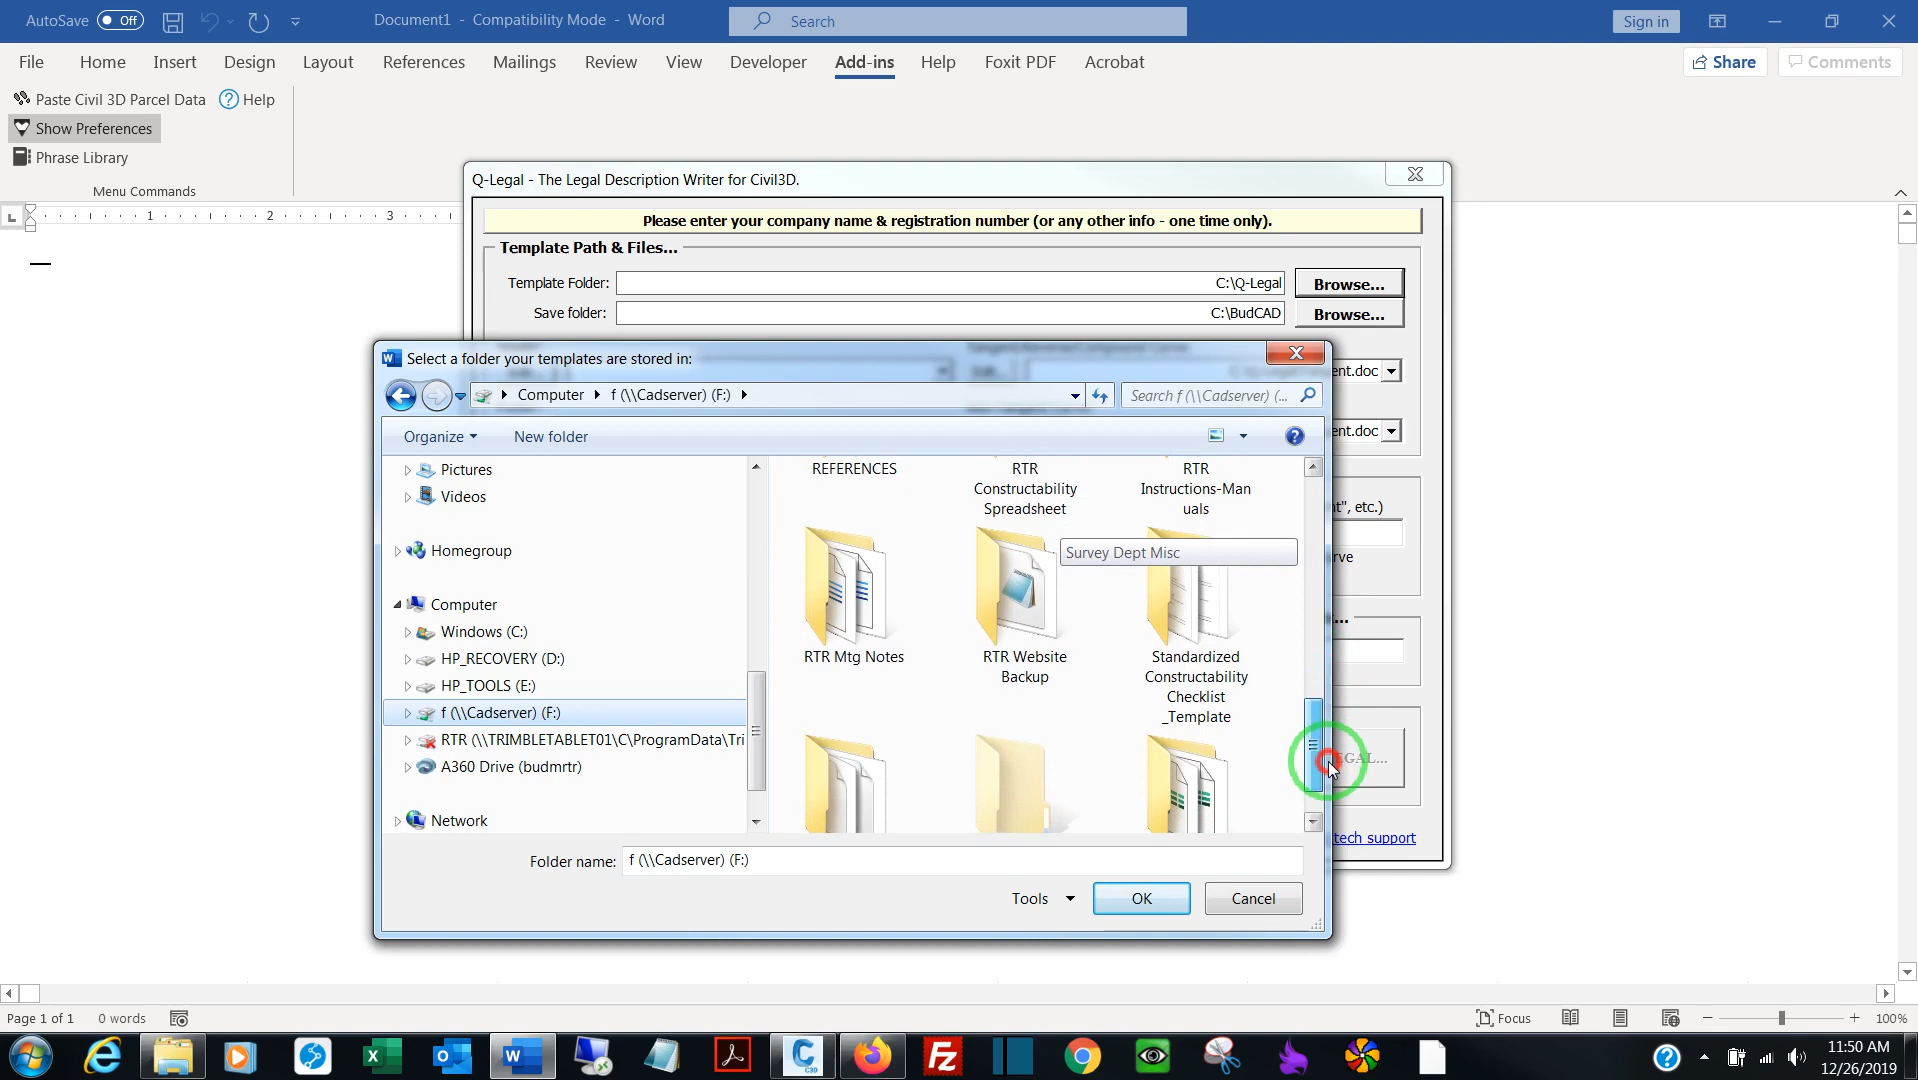 AutoSave Off Document1 - Compatibility Mode - Word Search Sign in
File Home Insert Design Layout References Mailings Review View Developer Add-ins Help Foxit PDF Acrobat Share Comments
Paste Civil 3D Parcel Data Help
Show Preferences
Phrase Library
Menu Commands
1 2 3
Q-Legal - The Legal Description Writer for Civil3D.
Please enter your company name & registration number (or any other info - one time only).
Template Path & Files...
Template Folder: C:\Q-Legal Browse...
Save folder: C:\BudCAD Browse...
Select a folder your templates are stored in:
ent.doc
Computer f (\\Cadserver) (F:) Search f (\\Cadserver) (...
Organize New folder
ent.doc
Pictures
Videos
Homegroup
Computer
Windows (C:)
HP_RECOVERY (D:)
HP_TOOLS (E:)
f (\\Cadserver) (F:)
RTR (\\TRIMBLETABLET01\C\ProgramData\Tri
A360 Drive (budmrtr)
Network
REFERENCES
RTR
Constructability
Spreadsheet
RTR
Instructions-Man
uals
Survey Dept Misc
RTR Mtg Notes
RTR Website
Backup
Standardized
Constructability
Checklist
_Template
t", etc.)
rve
...
EGAL...
tech support
Folder name: f (\\Cadserver) (F:)
Tools OK Cancel
Page 1 of 1 0 words Focus 100%
11:50 AM
12/26/2019